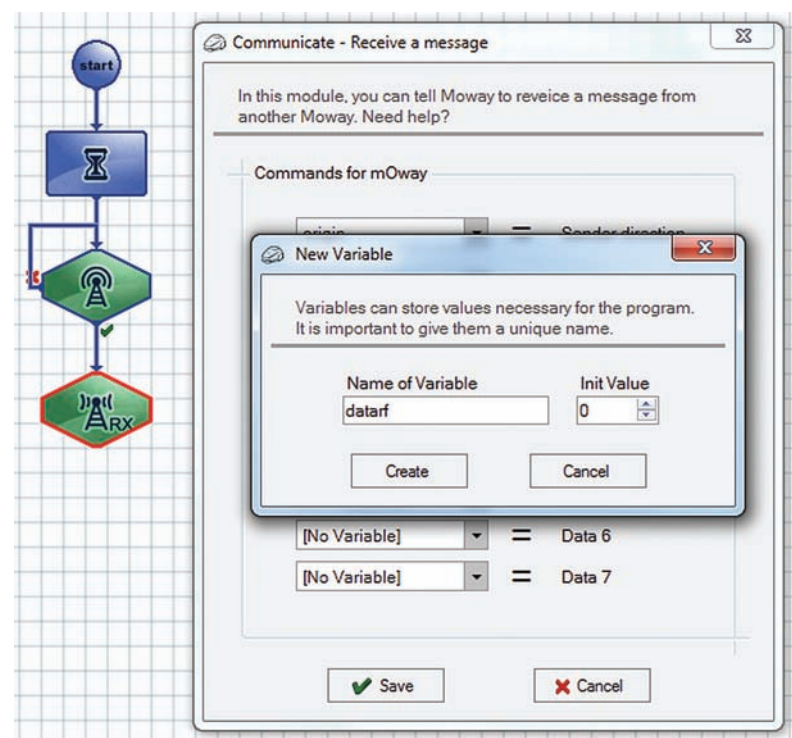 start
RX
Communicate - Receive a message
In this module, you can tell Moway to reveice a message from
another Moway. Need help?
Commands for mOway
origin = Sender direction
New Variable
Variables can store values necessary for the program.
It is important to give them a unique name.
Name of Variable Init Value
datarf 0
Create Cancel
[No Variable] = Data 6
[No Variable] = Data 7
Save Cancel